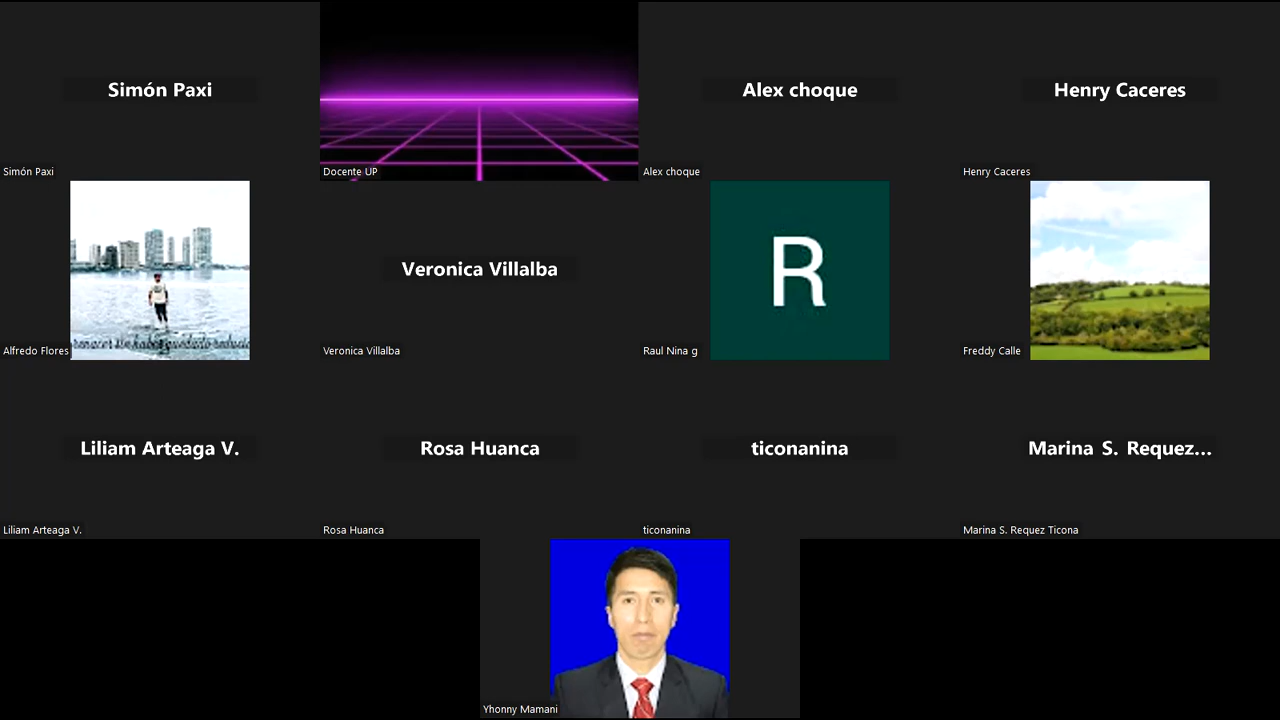 Simón Paxi
Alex choque
Henry Caceres
Simón Paxi
Docente UP
Alex choque
Henry Caceres
Veronica Villalba
R
Alfredo Flores
Veronica Villalba
Raul Nina g
Freddy Calle
Liliam Arteaga V.
Rosa Huanca
ticonanina
Marina S. Requez...
Liliam Arteaga V.
Rosa Huanca
ticonanina
Marina S. Requez Ticona
Yhonny Mamani